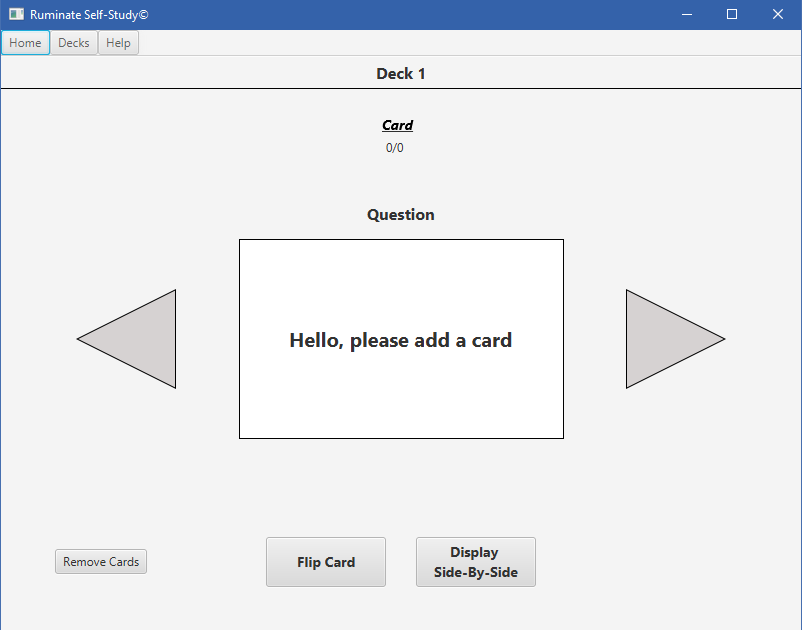 Ruminate Self-Study©
Home Decks Help
Deck 1
Card
0/0
Question
Hello, please add a card
Remove Cards
Flip Card
Display
Side-By-Side